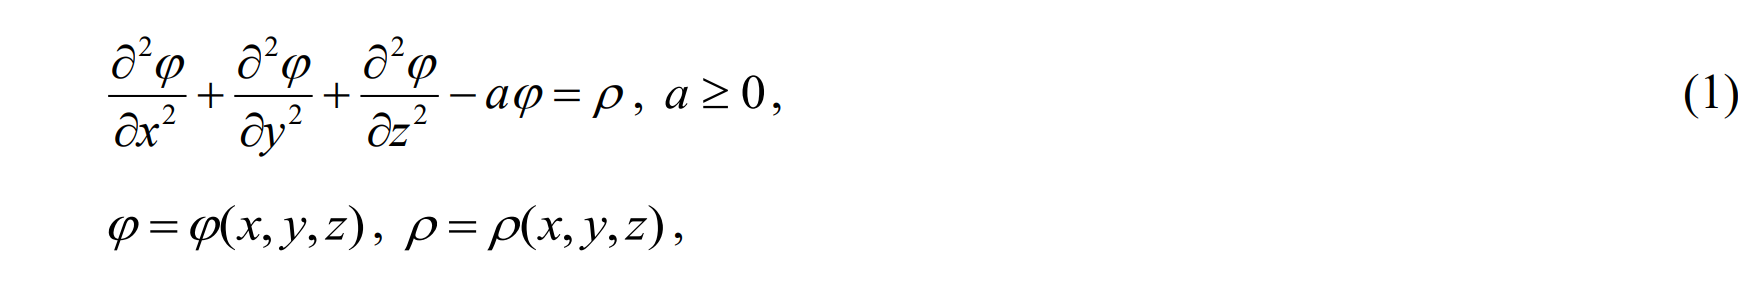 ∂²φ/∂x² + ∂²φ/∂y² + ∂²φ/∂z² − aφ = ρ, a ≥ 0, (1)
φ = φ(x, y, z), ρ = ρ(x, y, z),